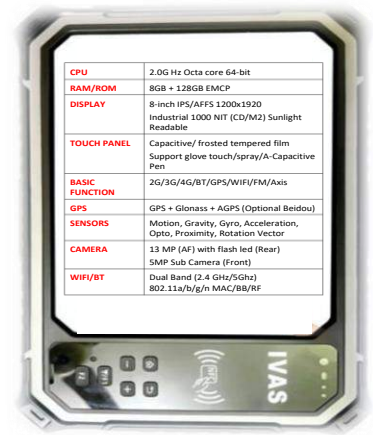 CPU 2.0G Hz Octa core 64-bit
RAM/ROM 8GB + 128GB EMCP
DISPLAY 8-inch IPS/AFFS 1200x1920
Industrial 1000 NIT (CD/M2) Sunlight
Readable
TOUCH PANEL Capacitive/ frosted tempered film
Support glove touch/spray/A-Capacitive
Pen
BASIC 2G/3G/4G/BT/GPS/WIFI/FM/Axis
FUNCTION
GPS GPS + Glonass + AGPS (Optional Beidou)
SENSORS Motion, Gravity, Gyro, Acceleration,
Opto, Proximity, Rotation Vector
CAMERA 13 MP (AF) with flash led (Rear)
5MP Sub Camera (Front)
WIFI/BT Dual Band (2.4 GHz/5Ghz)
802.11a/b/g/n MAC/BB/RF
IVAS